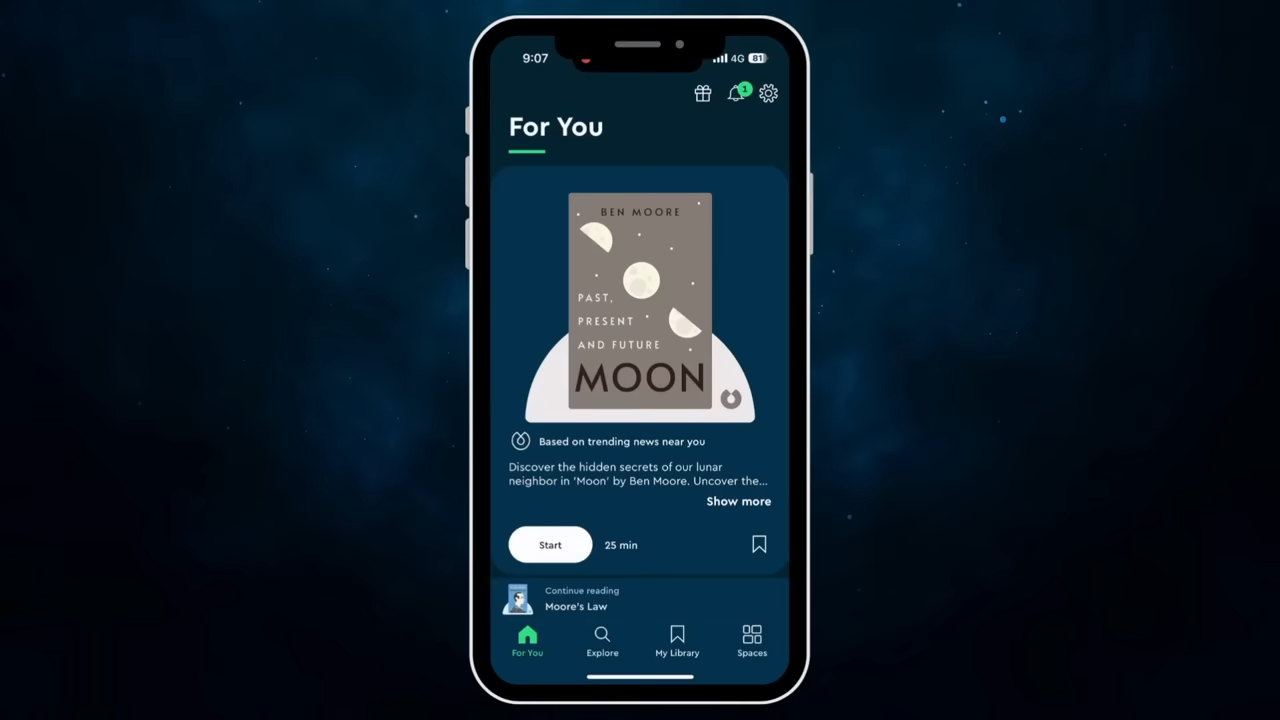 9:07
4G 81
1
For You
BEN MOORE
PAST,
PRESENT
AND FUTURE
MOON
Based on trending news near you
Discover the hidden secrets of our lunar
neighbor in 'Moon' by Ben Moore. Uncover the...
Show more
Start 25 min
Continue reading
Moore's Law
For You Explore My Library Spaces